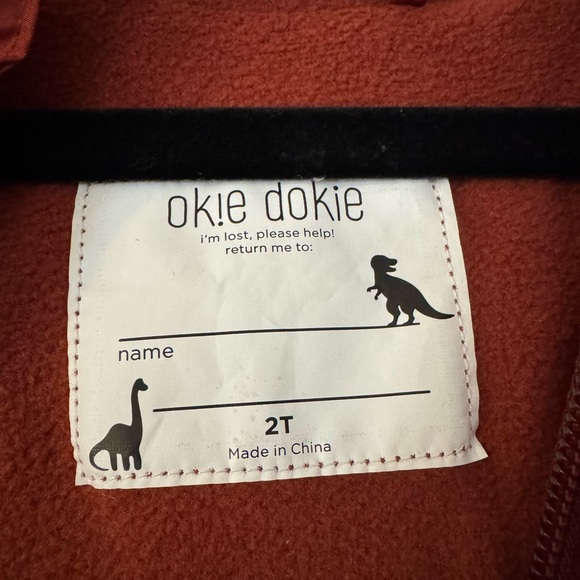 ok!e dokie
i'm lost, please help!
return me to:
name
2T
Made in China